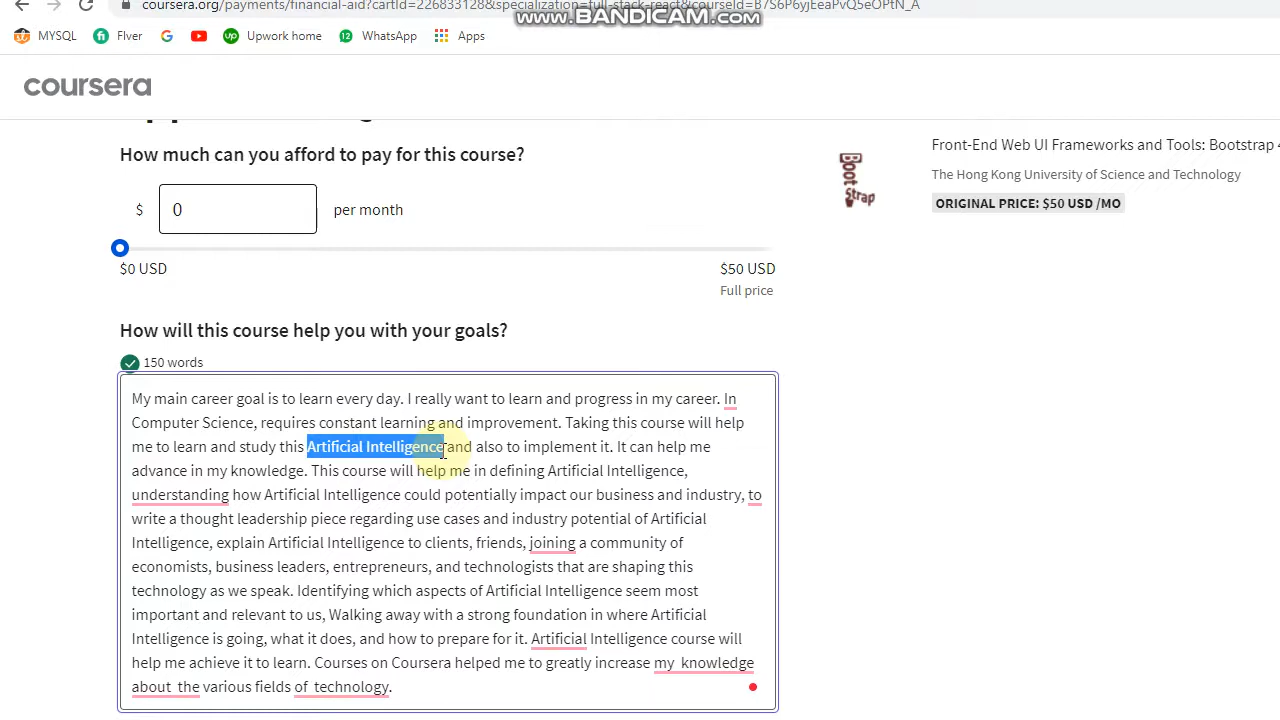 coursera.org/payments/financial-aid?cartId=226833128&specialization=full-stack-react&courseId=B7S6P6yjEeaPvQ5eOPtN_A
www.BANDICAM.com
MYSQL
FIver
Upwork home
12
WhatsApp
Apps
coursera
How much can you afford to pay for this course?
$ 0 per month
$0 USD
$50 USD
Full price
Boot Strap
Front-End Web UI Frameworks and Tools: Bootstrap
The Hong Kong University of Science and Technology
ORIGINAL PRICE: $50 USD /MO
How will this course help you with your goals?
150 words
My main career goal is to learn every day. I really want to learn and progress in my career. In
Computer Science, requires constant learning and improvement. Taking this course will help
me to learn and study this Artificial Intelligence and also to implement it. It can help me
advance in my knowledge. This course will help me in defining Artificial Intelligence,
understanding how Artificial Intelligence could potentially impact our business and industry, to
write a thought leadership piece regarding use cases and industry potential of Artificial
Intelligence, explain Artificial Intelligence to clients, friends, joining a community of
economists, business leaders, entrepreneurs, and technologists that are shaping this
technology as we speak. Identifying which aspects of Artificial Intelligence seem most
important and relevant to us, Walking away with a strong foundation in where Artificial
Intelligence is going, what it does, and how to prepare for it. Artificial Intelligence course will
help me achieve it to learn. Courses on Coursera helped me to greatly increase my  knowledge
about  the various fields of  technology.